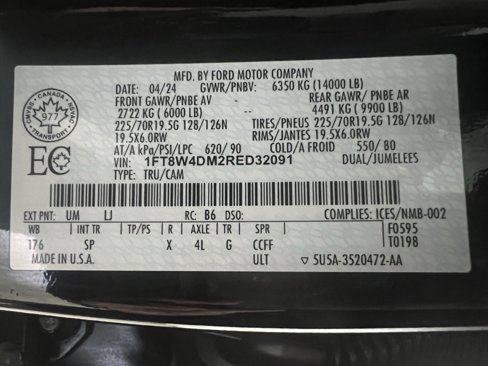 MFD. BY FORD MOTOR COMPANY
DATE: 04/24 GVWR/PNBV: 6350 KG (14000 LB)
FRONT GAWR/PNBE AV REAR GAWR/ PNBE AR
2722 KG ( 6000 LB) 4491 KG ( 9900 LB)
225/70R19.5G 128/126N TIRES/PNEUS 225/70R19.5G 128/126N
19.5X6.0RW RIMS/JANTES 19.5X6.0RW
AT/A kPa/PSI/LPC 620/ 90 COLD/A FROID 550/ 80
VIN: 1FT8W4DM2RED32091 DUAL/JUMELEES
TYPE: TRU/CAM
CANADA
977
TRANSPORT
EC
EXT PNT: UM LJ RC: B6 DSO: COMPLIES: ICES/NMB-002
WB INT TR TP/PS R AXLE TR SPR F0595
176 SP X 4L G CCFF T0198
MADE IN U.S.A. ULT ▽ 5U5A-3520472-AA